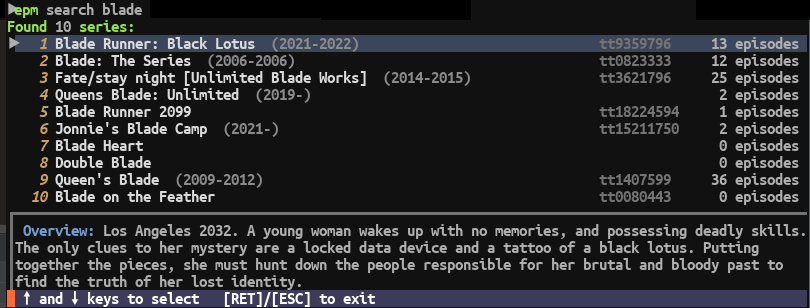 epm search blade
Found 10 series:
1 Blade Runner: Black Lotus (2021-2022) tt9359796 13 episodes
2 Blade: The Series (2006-2006) tt0823333 12 episodes
3 Fate/stay night [Unlimited Blade Works] (2014-2015) tt3621796 25 episodes
4 Queens Blade: Unlimited (2019-) 2 episodes
5 Blade Runner 2099 tt18224594 1 episodes
6 Jonnie's Blade Camp (2021-) tt15211750 2 episodes
7 Blade Heart 0 episodes
8 Double Blade 0 episodes
9 Queen's Blade (2009-2012) tt1407599 36 episodes
10 Blade on the Feather tt0080443 0 episodes
Overview: Los Angeles 2032. A young woman wakes up with no memories, and possessing deadly skills.
The only clues to her mystery are a locked data device and a tattoo of a black lotus. Putting
together the pieces, she must hunt down the people responsible for her brutal and bloody past to
find the truth of her lost identity.
↑ and ↓ keys to select [RET]/[ESC] to exit